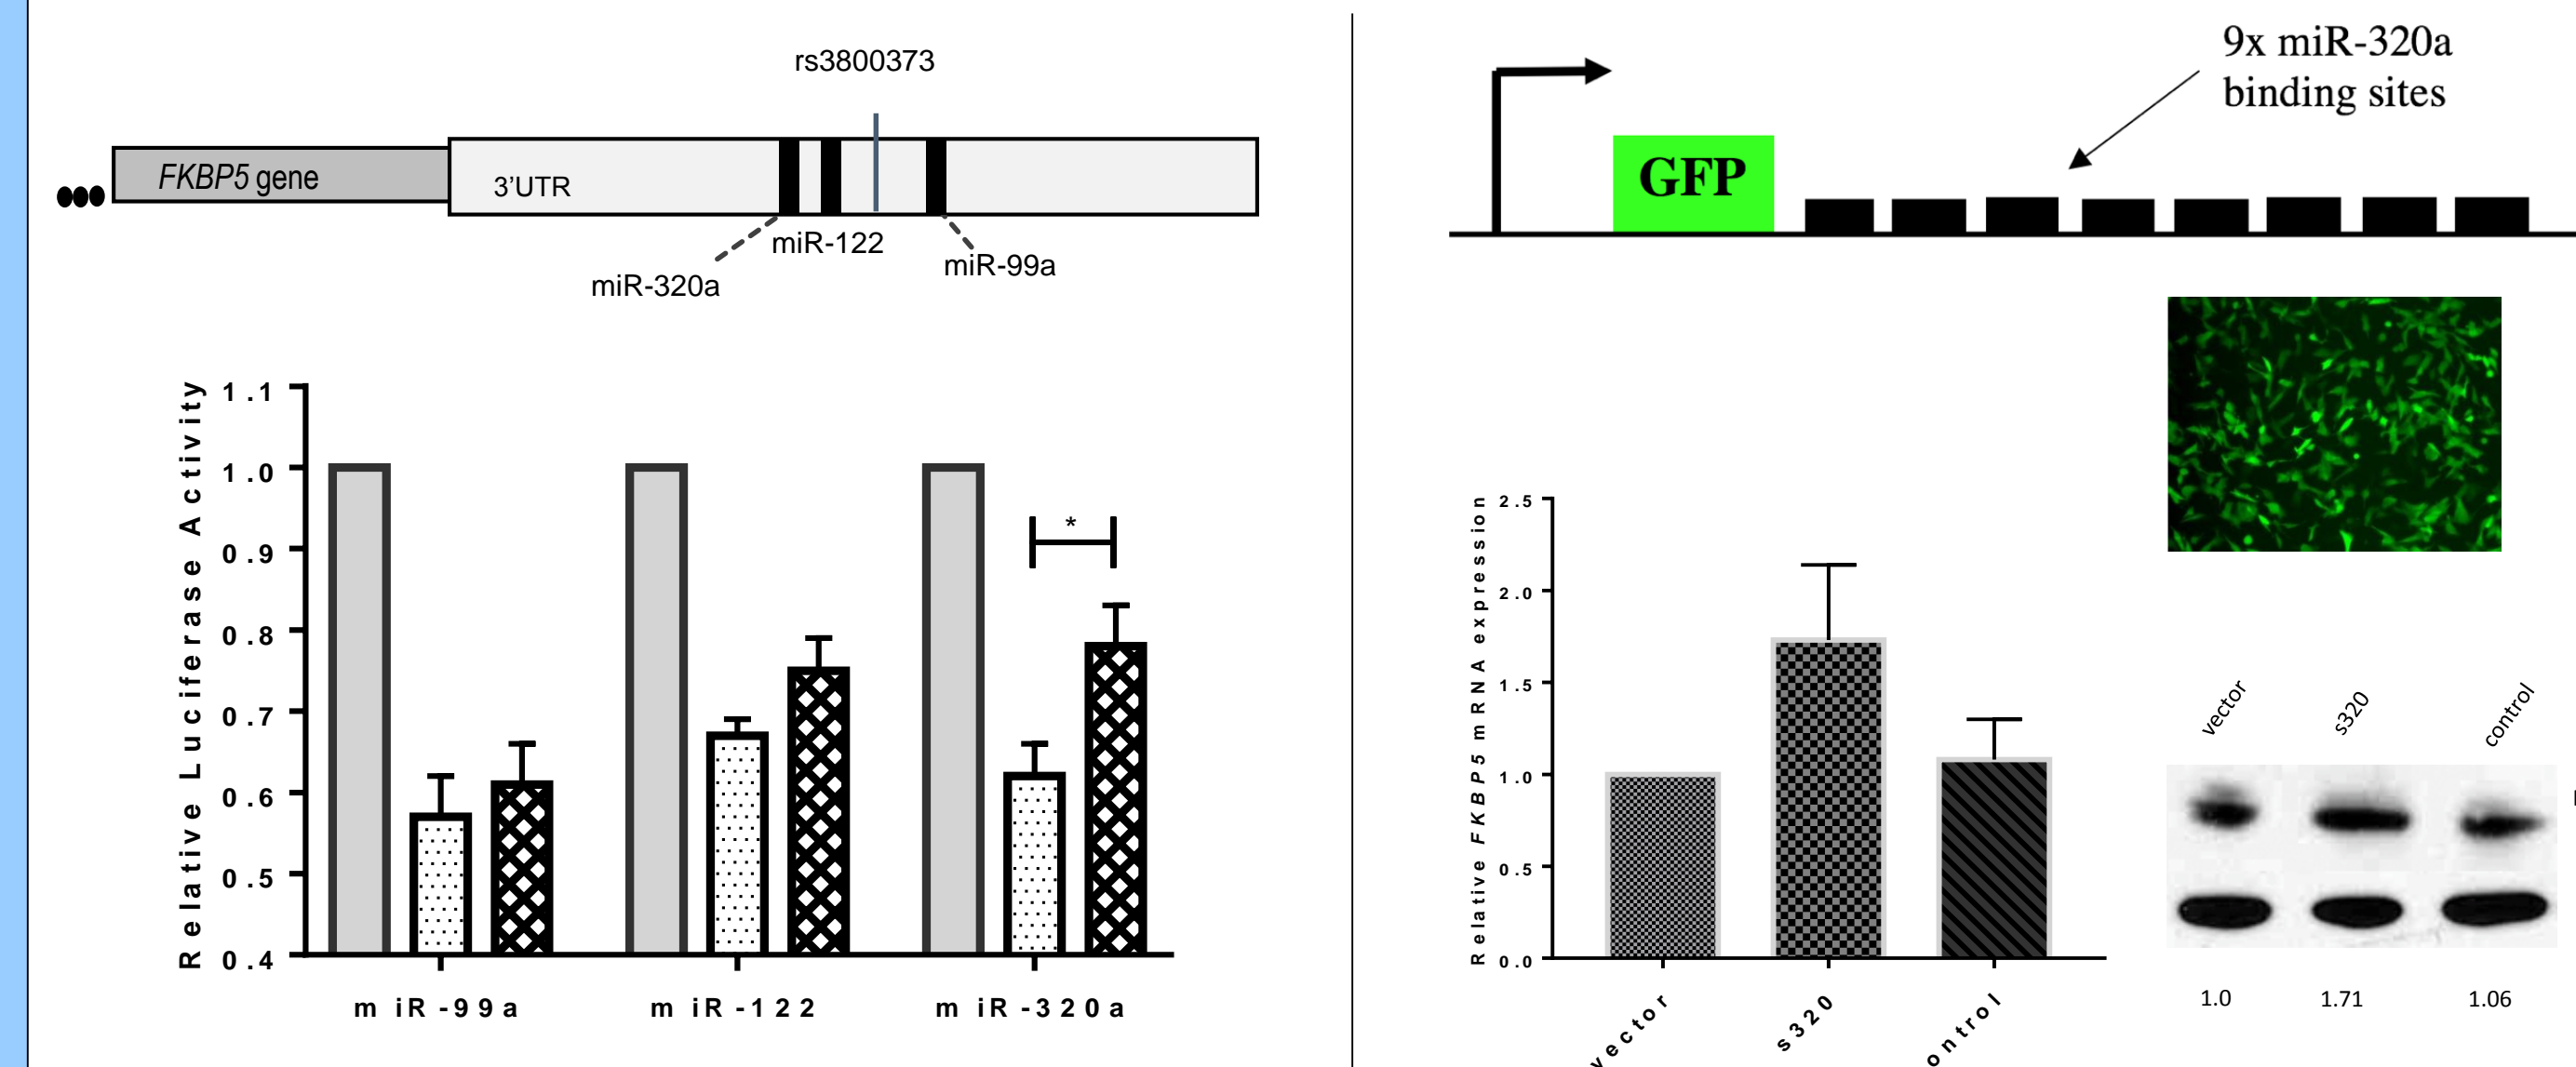 rs3800373
FKBP5 gene
3'UTR
miR-122
miR-99a
miR-320a
Relative Luciferase Activity
1.1
1.0
0.9
0.8
0.7
0.6
0.5
0.4
*
miR-99a
miR-122
miR-320a
9x miR-320a
binding sites
GFP
Relative FKBP5 mRNA expression
2.5
2.0
1.5
1.0
0.5
0.0
vector
s320
ontrol
vector
s320
control
1.0
1.71
1.06